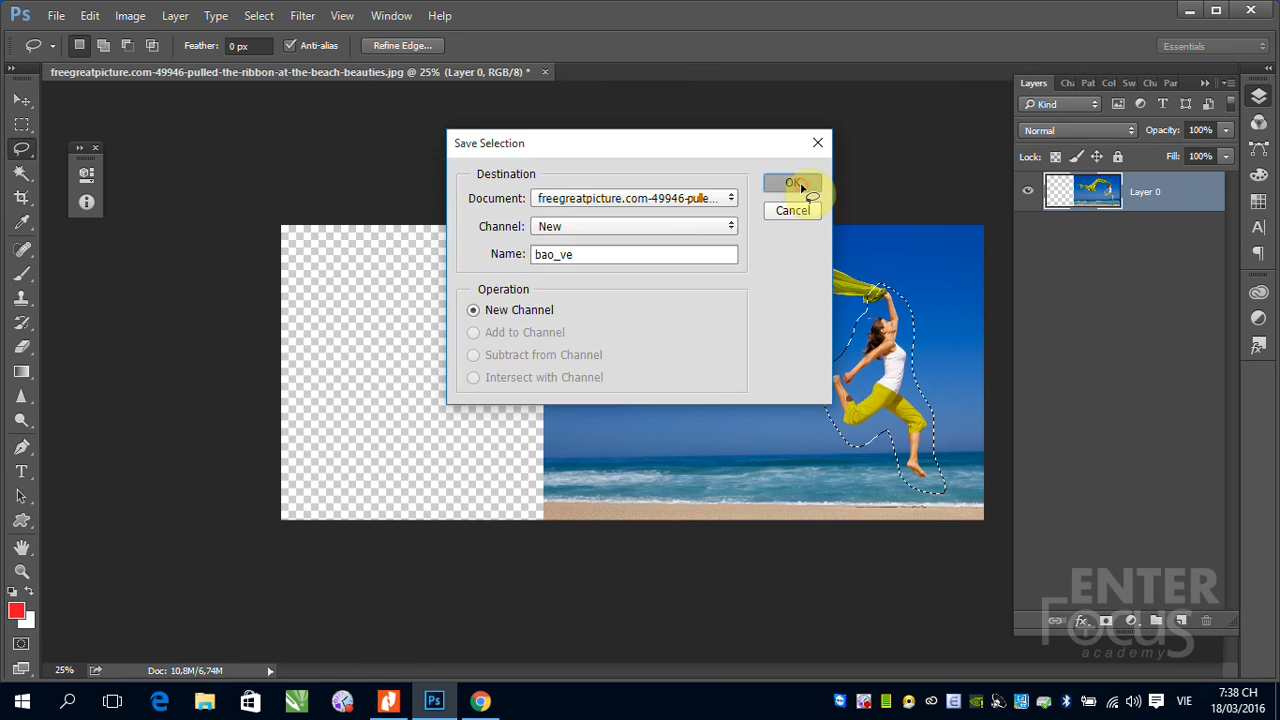 Ps File Edit Image Layer Type Select Filter View Window Help
Feather: 0 px Anti-alias Refine Edge... Essentials
freegreatpicture.com-49946-pulled-the-ribbon-at-the-beach-beauties.jpg @ 25% (Layer 0, RGB/8) * ×
Layers Cha Pat Col Sw Cha Par
Kind
Normal Opacity: 100%
Lock: Fill: 100%
Layer 0
Save Selection
Destination
Document: freegreatpicture.com-49946-pulle...
Channel: New
Name: bao_ve
OK
Cancel
Operation
New Channel
Add to Channel
Subtract from Channel
Intersect with Channel
ENTER
Focus
academy
25% Doc: 10,8M/6,74M
VIE
7:38 CH
18/03/2016